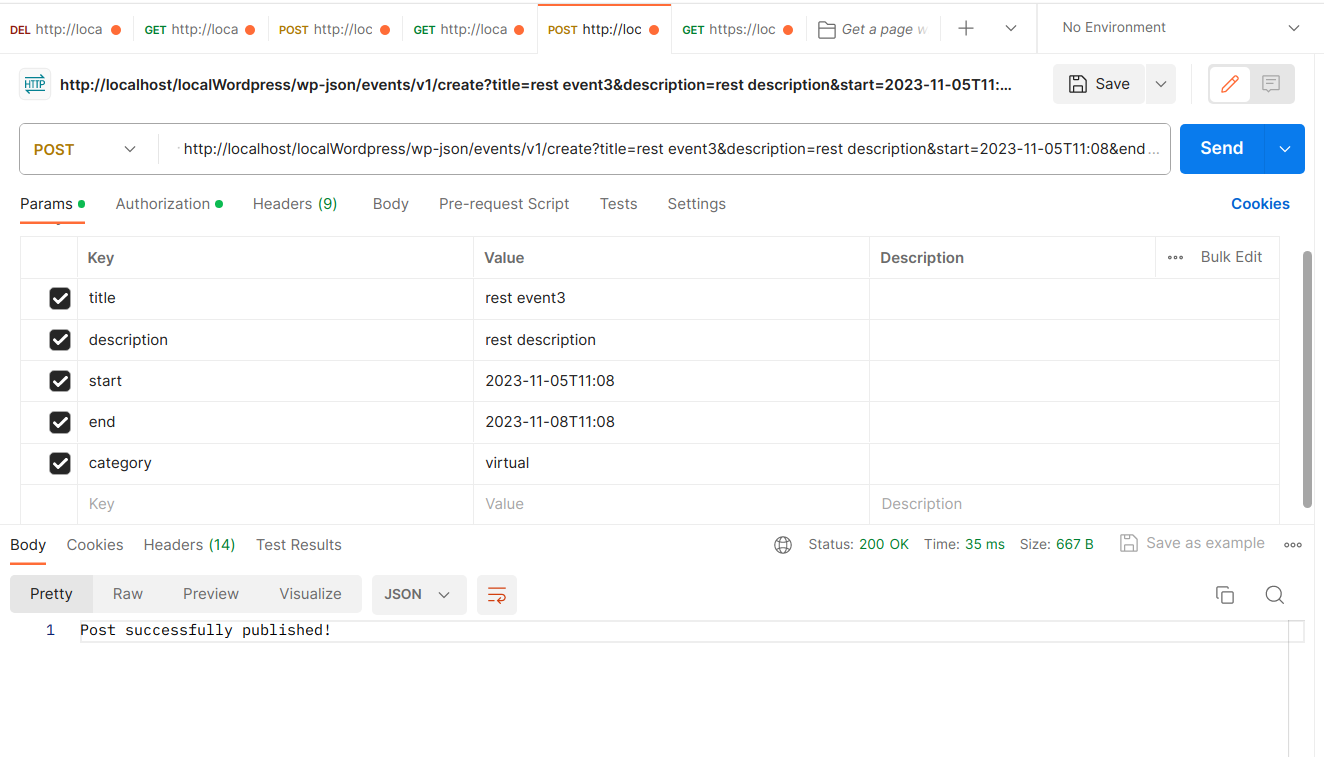 DEL http://loca GET http://loca POST http://loc GET http://loca POST http://loc GET https://loc Get a page w No Environment
HTTP http://localhost/localWordpress/wp-json/events/v1/create?title=rest event3&description=rest description&start=2023-11-05T11:... Save
POST http://localhost/localWordpress/wp-json/events/v1/create?title=rest event3&description=rest description&start=2023-11-05T11:08&end... Send
Params Authorization Headers (9) Body Pre-request Script Tests Settings Cookies
Key Value Description Bulk Edit
title rest event3
description rest description
start 2023-11-05T11:08
end 2023-11-08T11:08
category virtual
Key Value Description
Body Cookies Headers (14) Test Results Status: 200 OK Time: 35 ms Size: 667 B Save as example
Pretty Raw Preview Visualize JSON
1 Post successfully published!